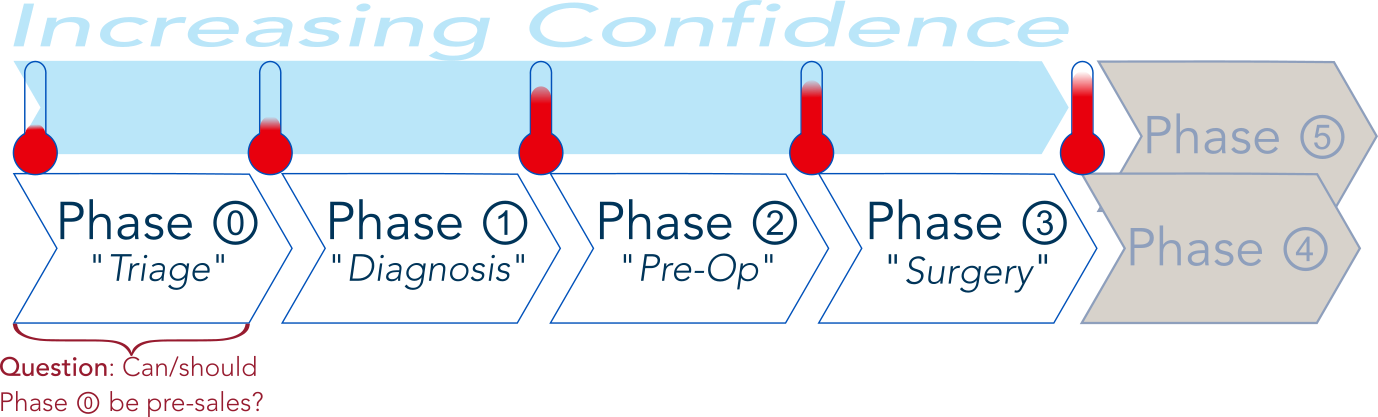 Increasing Confidence
Phase ⓪
"Triage"
Phase ①
"Diagnosis"
Phase ②
"Pre-Op"
Phase ③
"Surgery"
Phase ④
Phase ⑤
Question: Can/should
Phase ⓪ be pre-sales?